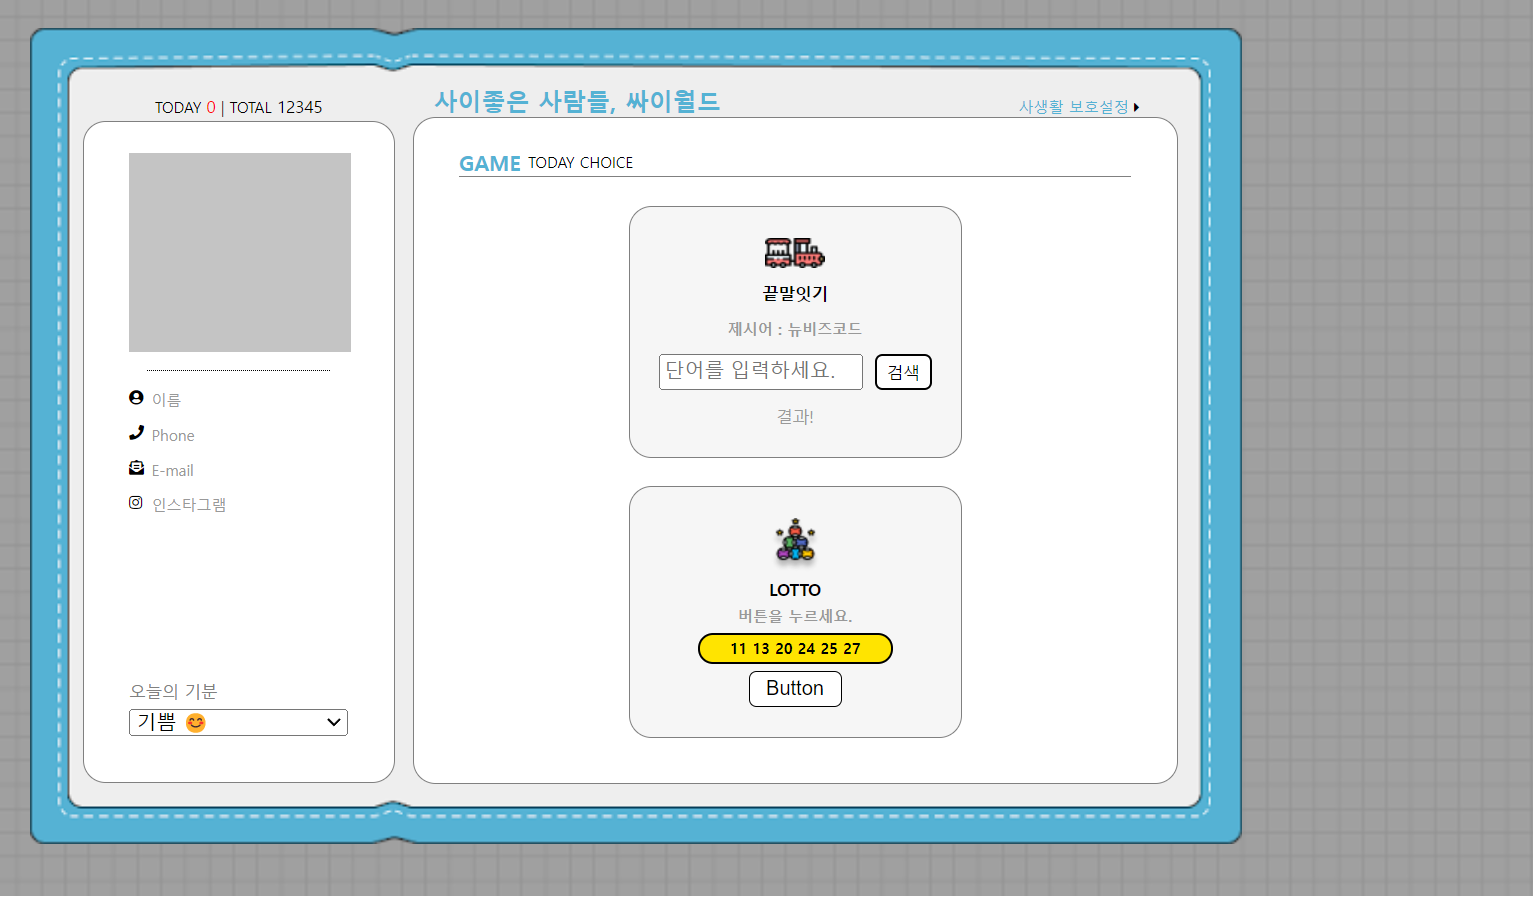 TODAY 0 | TOTAL 12345
사이좋은 사람들, 싸이월드
사생활 보호설정
이름
Phone
E-mail
인스타그램
오늘의 기분
기쁨 😊
GAME TODAY CHOICE
끝말잇기
제시어 : 뉴비즈코드
단어를 입력하세요. 검색
결과!
LOTTO
버튼을 누르세요.
11 13 20 24 25 27
Button